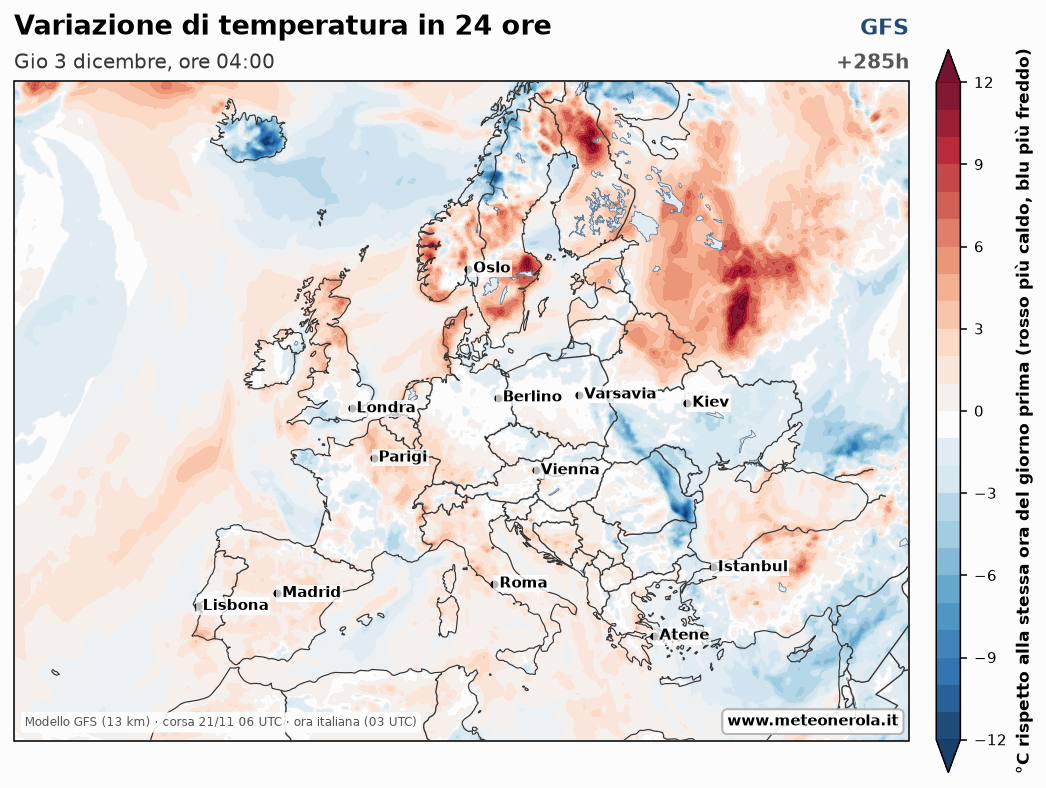 Variazione di temperatura in 24 ore
GFS
Gio 3 dicembre, ore 04:00
+285h
Oslo
Berlino
Varsavia
Kiev
Londra
Parigi
Vienna
Istanbul
Roma
Madrid
Lisbona
Atene
Modello GFS (13 km) · corsa 21/11 06 UTC · ora italiana (03 UTC)
www.meteonerola.it
12
9
6
3
0
−3
−6
−9
−12
°C rispetto alla stessa ora del giorno prima (rosso più caldo, blu più freddo)